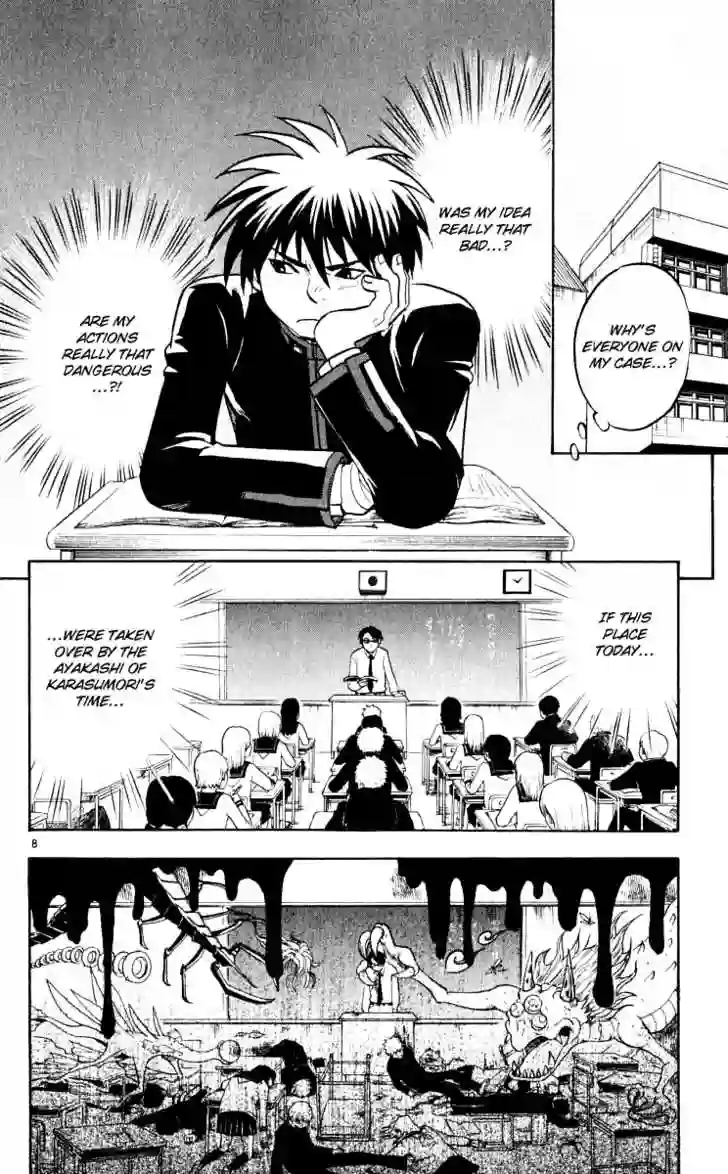 WHY'S
EVERYONE ON
MY CASE...?
WAS MY IDEA
REALLY THAT
BAD...?
ARE MY
ACTIONS
REALLY THAT
DANGEROUS
...?!
IF THIS
PLACE
TODAY...
...WERE TAKEN
OVER BY THE
AYAKASHI OF
KARASUMORI'S
TIME...
8